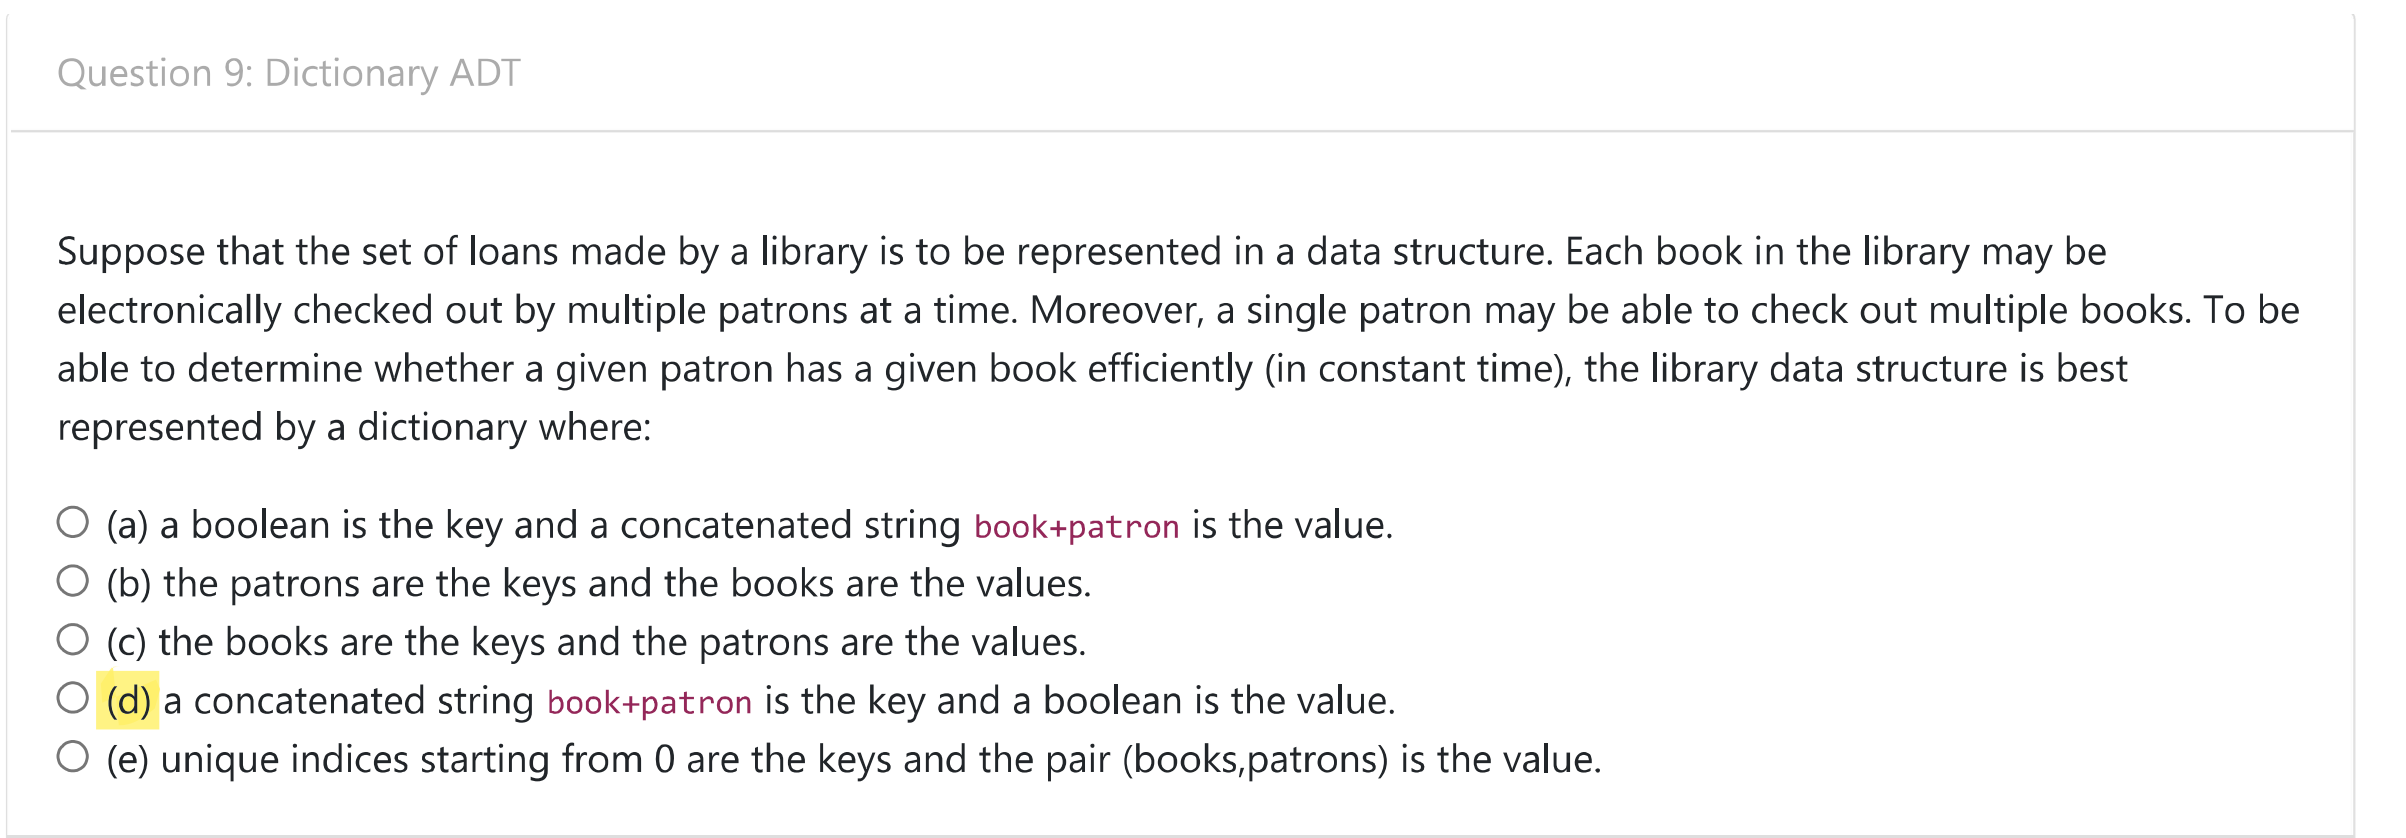 Question 9: Dictionary ADT
Suppose that the set of loans made by a library is to be represented in a data structure. Each book in the library may be
electronically checked out by multiple patrons at a time. Moreover, a single patron may be able to check out multiple books. To be
able to determine whether a given patron has a given book efficiently (in constant time), the library data structure is best
represented by a dictionary where:
(a) a boolean is the key and a concatenated string book+patron is the value.
(b) the patrons are the keys and the books are the values.
(c) the books are the keys and the patrons are the values.
(d) a concatenated string book+patron is the key and a boolean is the value.
(e) unique indices starting from 0 are the keys and the pair (books,patrons) is the value.